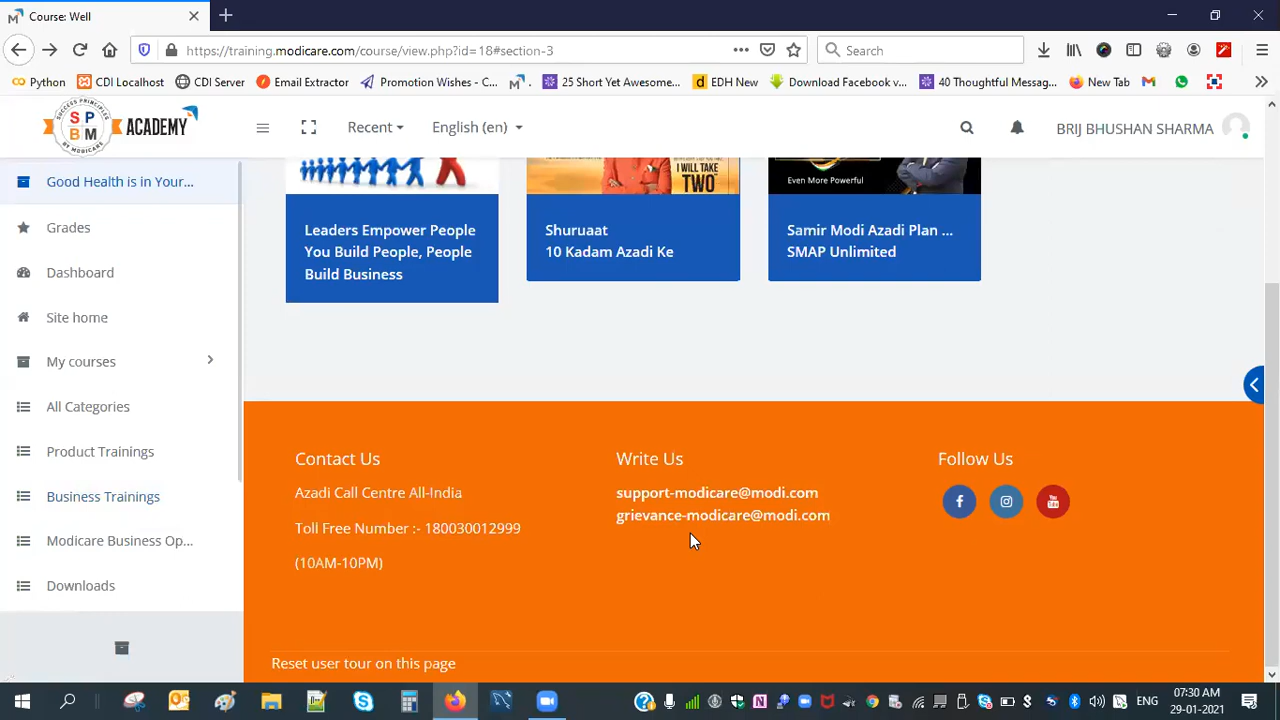 Course: Well
https://training.modicare.com/course/view.php?id=18#section-3
Search
Python
CDI Localhost
CDI Server
Email Extractor
Promotion Wishes - C...
25 Short Yet Awesome...
EDH New
Download Facebook v...
40 Thoughtful Messag...
New Tab
SUCCESS PRINCIPLES
S P
B M
BY MODICARE
ACADEMY
Recent
English (en)
BRIJ BHUSHAN SHARMA
Good Health is in Your...
Grades
Dashboard
Site home
My courses
All Categories
Product Trainings
Business Trainings
Modicare Business Op...
Downloads
Leaders Empower People
You Build People, People
Build Business
I WILL TAKE
TWO
Shuruaat
10 Kadam Azadi Ke
Even More Powerful
Samir Modi Azadi Plan ...
SMAP Unlimited
Contact Us
Azadi Call Centre All-India
Toll Free Number :- 180030012999
(10AM-10PM)
Write Us
support-modicare@modi.com
grievance-modicare@modi.com
Follow Us
You
Tube
Reset user tour on this page
ENG
07:30 AM
29-01-2021